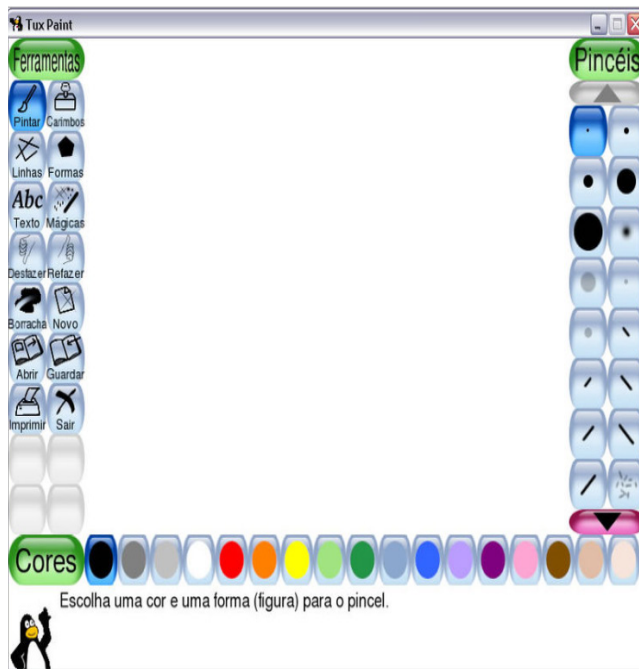 Tux Paint
Ferramentas
Pincéis
Pintar Carimbos
Linhas Formas
Abc
Texto Mágicas
Desfazer Refazer
Borracha Novo
Abrir Guardar
Imprimir Sair
Cores
Escolha uma cor e uma forma (figura) para o pincel.